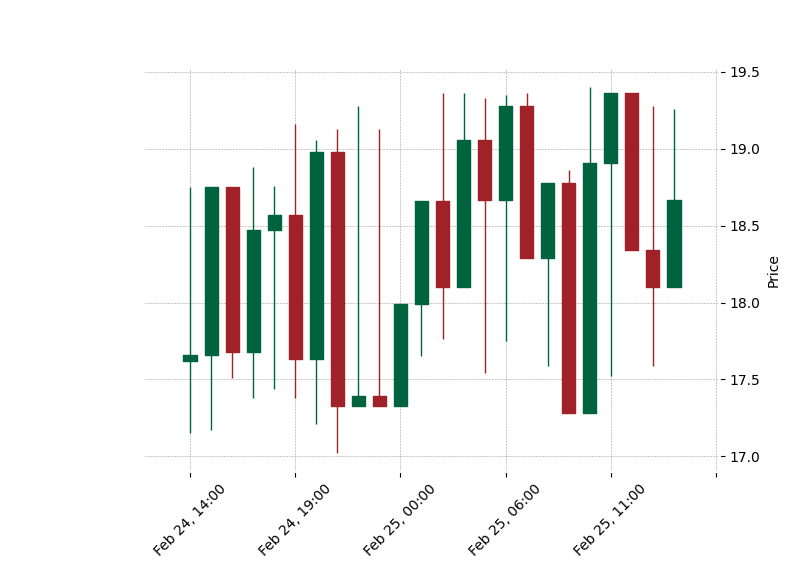 19.5
19.0
18.5
18.0
17.5
17.0
Price
Feb 24, 14:00
Feb 24, 19:00
Feb 25, 00:00
Feb 25, 06:00
Feb 25, 11:00